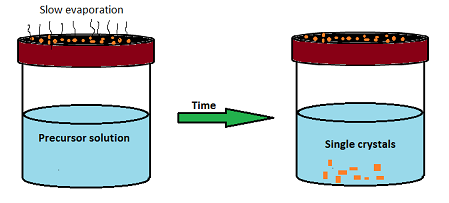 Slow evaporation
Precursor solution
Time
Single crystals